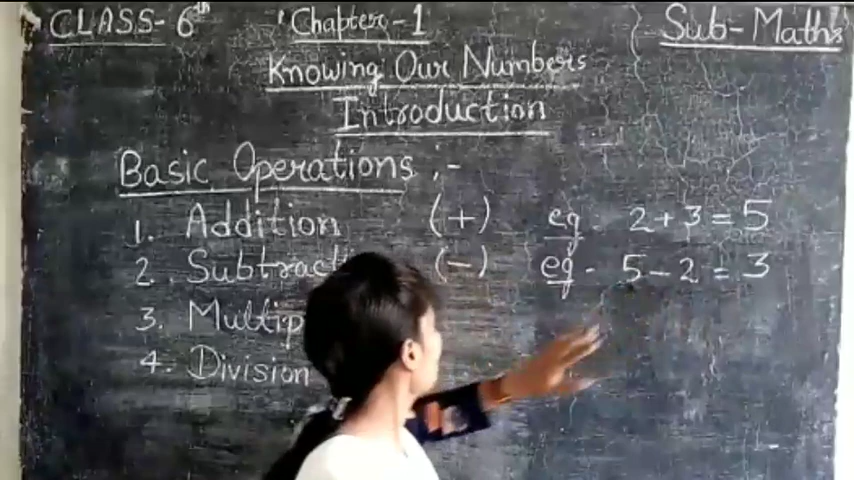 CLASS-6th Chapter-1 Sub-Maths
Knowing Our Numbers
Introduction
Basic Operations :-
1. Addition (+) eg 2+3=5
2. Subtracti (-) eg - 5-2=3
3. Multip
4. Division